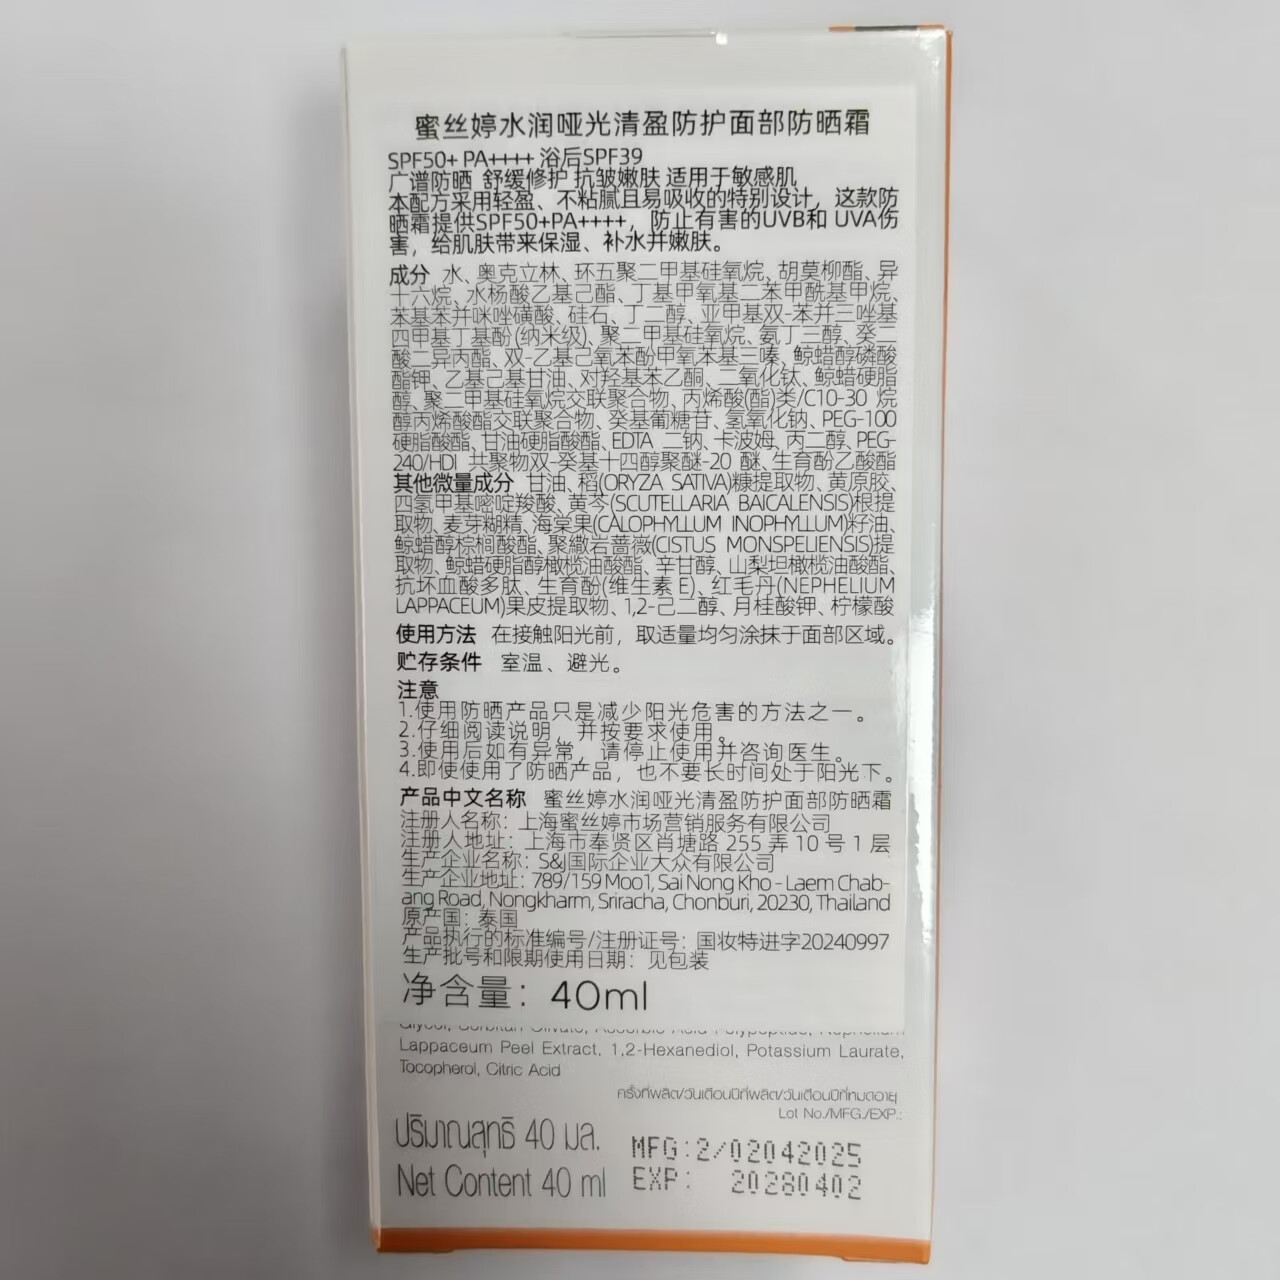 蜜丝婷水润哑光清盈防护面部防晒霜
SPF50+ PA++++ 浴后SPF39
广谱防晒 舒缓修护 抗皱嫩肤 适用于敏感肌
本配方采用轻盈、不粘腻且易吸收的特别设计，这款防
晒霜提供SPF50+PA++++，防止有害的UVB和 UVA伤
害，给肌肤带来保湿、补水并嫩肤。
成分 水、奥克立林、环五聚二甲基硅氧烷、胡莫柳酯、异
十六烷、水杨酸乙基己酯、丁基甲氧基二苯甲酰基甲烷、
苯基苯并咪唑磺酸、硅石、丁二醇、亚甲基双-苯并三唑基
四甲基丁基酚(纳米级)、聚二甲基硅氧烷、氨丁三醇、癸二
酸二异丙酯、双-乙基己氧苯酚甲氧苯基三嗪、鲸蜡醇磷酸
酯钾、乙基己基甘油、对羟基苯乙酮、二氧化钛、鲸蜡硬脂
醇、聚二甲基硅氧烷交联聚合物、丙烯酸(酯)类/C10-30 烷
醇丙烯酸酯交联聚合物、癸基葡糖苷、氢氧化钠、PEG-100
硬脂酸酯、甘油硬脂酸酯、EDTA 二钠、卡波姆、丙二醇、PEG-
240/HDI 共聚物双-癸基十四醇聚醚-20 醚、生育酚乙酸酯
其他微量成分 甘油、稻(ORYZA SATIVA)糠提取物、黄原胶、
四氢甲基嘧啶羧酸、黄芩(SCUTELLARIA BAICALENSIS)根提
取物、麦芽糊精、海棠果(CALOPHYLLUM INOPHYLLUM)籽油、
鲸蜡醇棕榈酸酯、聚繖岩蔷薇(CISTUS MONSPELIENSIS)提
取物、鲸蜡硬脂醇橄榄油酸酯、辛甘醇、山梨坦橄榄油酸酯、
抗坏血酸多肽、生育酚(维生素 E)、红毛丹(NEPHELIUM
LAPPACEUM)果皮提取物、1,2-己二醇、月桂酸钾、柠檬酸
使用方法 在接触阳光前，取适量均匀涂抹于面部区域。
贮存条件 室温、避光。
注意
1.使用防晒产品只是减少阳光危害的方法之一。
2.仔细阅读说明，并按要求使用。
3.使用后如有异常，请停止使用并咨询医生。
4.即使使用了防晒产品，也不要长时间处于阳光下。
产品中文名称 蜜丝婷水润哑光清盈防护面部防晒霜
注册人名称：上海蜜丝婷市场营销服务有限公司
注册人地址：上海市奉贤区肖塘路 255 弄 10 号 1 层
生产企业名称：S&J国际企业大众有限公司
生产企业地址：789/159 Moo1, Sai Nong Kho - Laem Chab-
ang Road, Nongkharm, Sriracha, Chonburi, 20230, Thailand
原产国：泰国
产品执行的标准编号/注册证号：国妆特进字20240997
生产批号和限期使用日期：见包装
净含量：40ml
Glycol, Sorbitan Olivate, Ascorbic Acid Polypeptide, Nephelium
Lappaceum Peel Extract, 1,2-Hexanediol, Potassium Laurate,
Tocopherol, Citric Acid
ครั้งที่ผลิต/วันเดือนปีที่ผลิต/วันเดือนปีที่หมดอายุ
Lot No./MFG./EXP.:
ปริมาณสุทธิ 40 มล.
Net Content 40 ml
MFG:2/02042025
EXP: 20280402